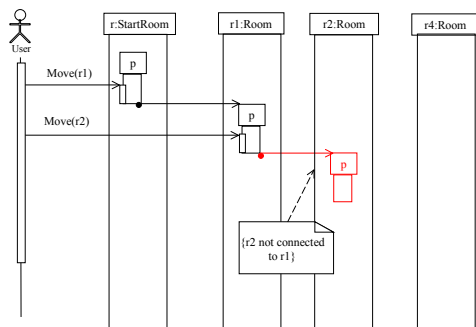 r:StartRoom
r1:Room
r2:Room
r4:Room
User
p
Move(r1)
p
Move(r2)
p
{r2 not connected
to r1}